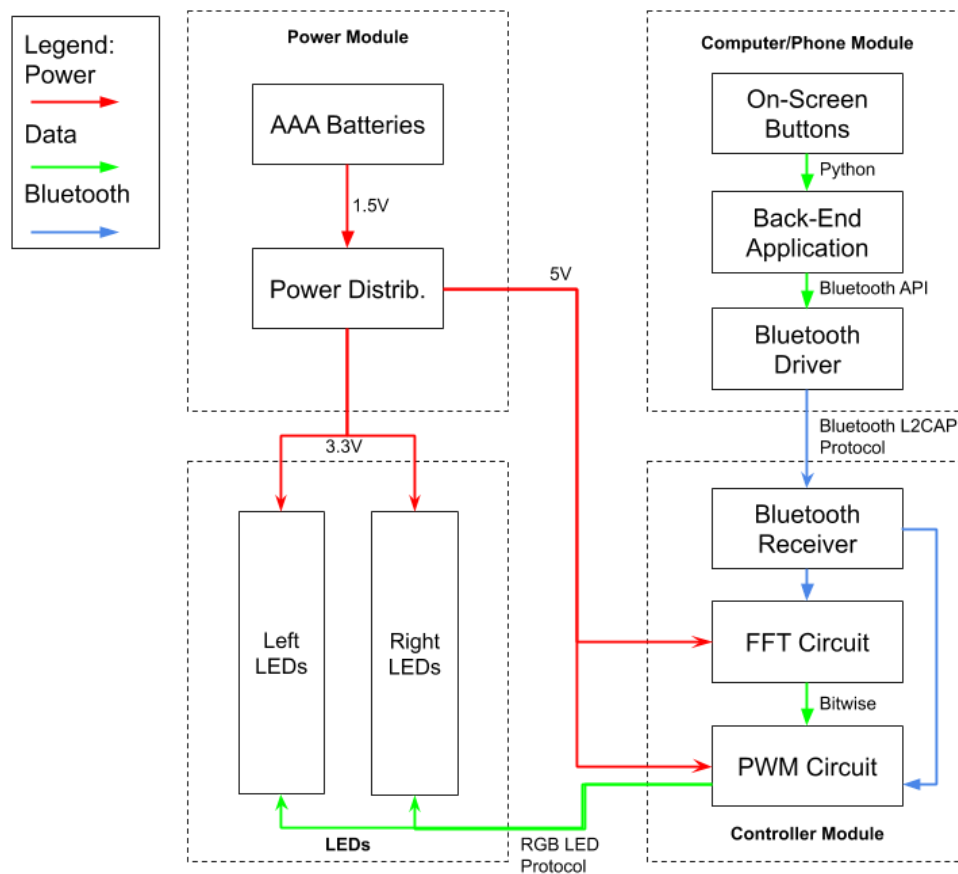 Legend:
Power
Data
Bluetooth
Power Module
AAA Batteries
1.5V
Power Distrib.
5V
3.3V
Computer/Phone Module
On-Screen
Buttons
Python
Back-End
Application
Bluetooth API
Bluetooth
Driver
Bluetooth L2CAP
Protocol
Left
LEDs
Right
LEDs
LEDs
RGB LED
Protocol
Bluetooth
Receiver
FFT Circuit
Bitwise
PWM Circuit
Controller Module